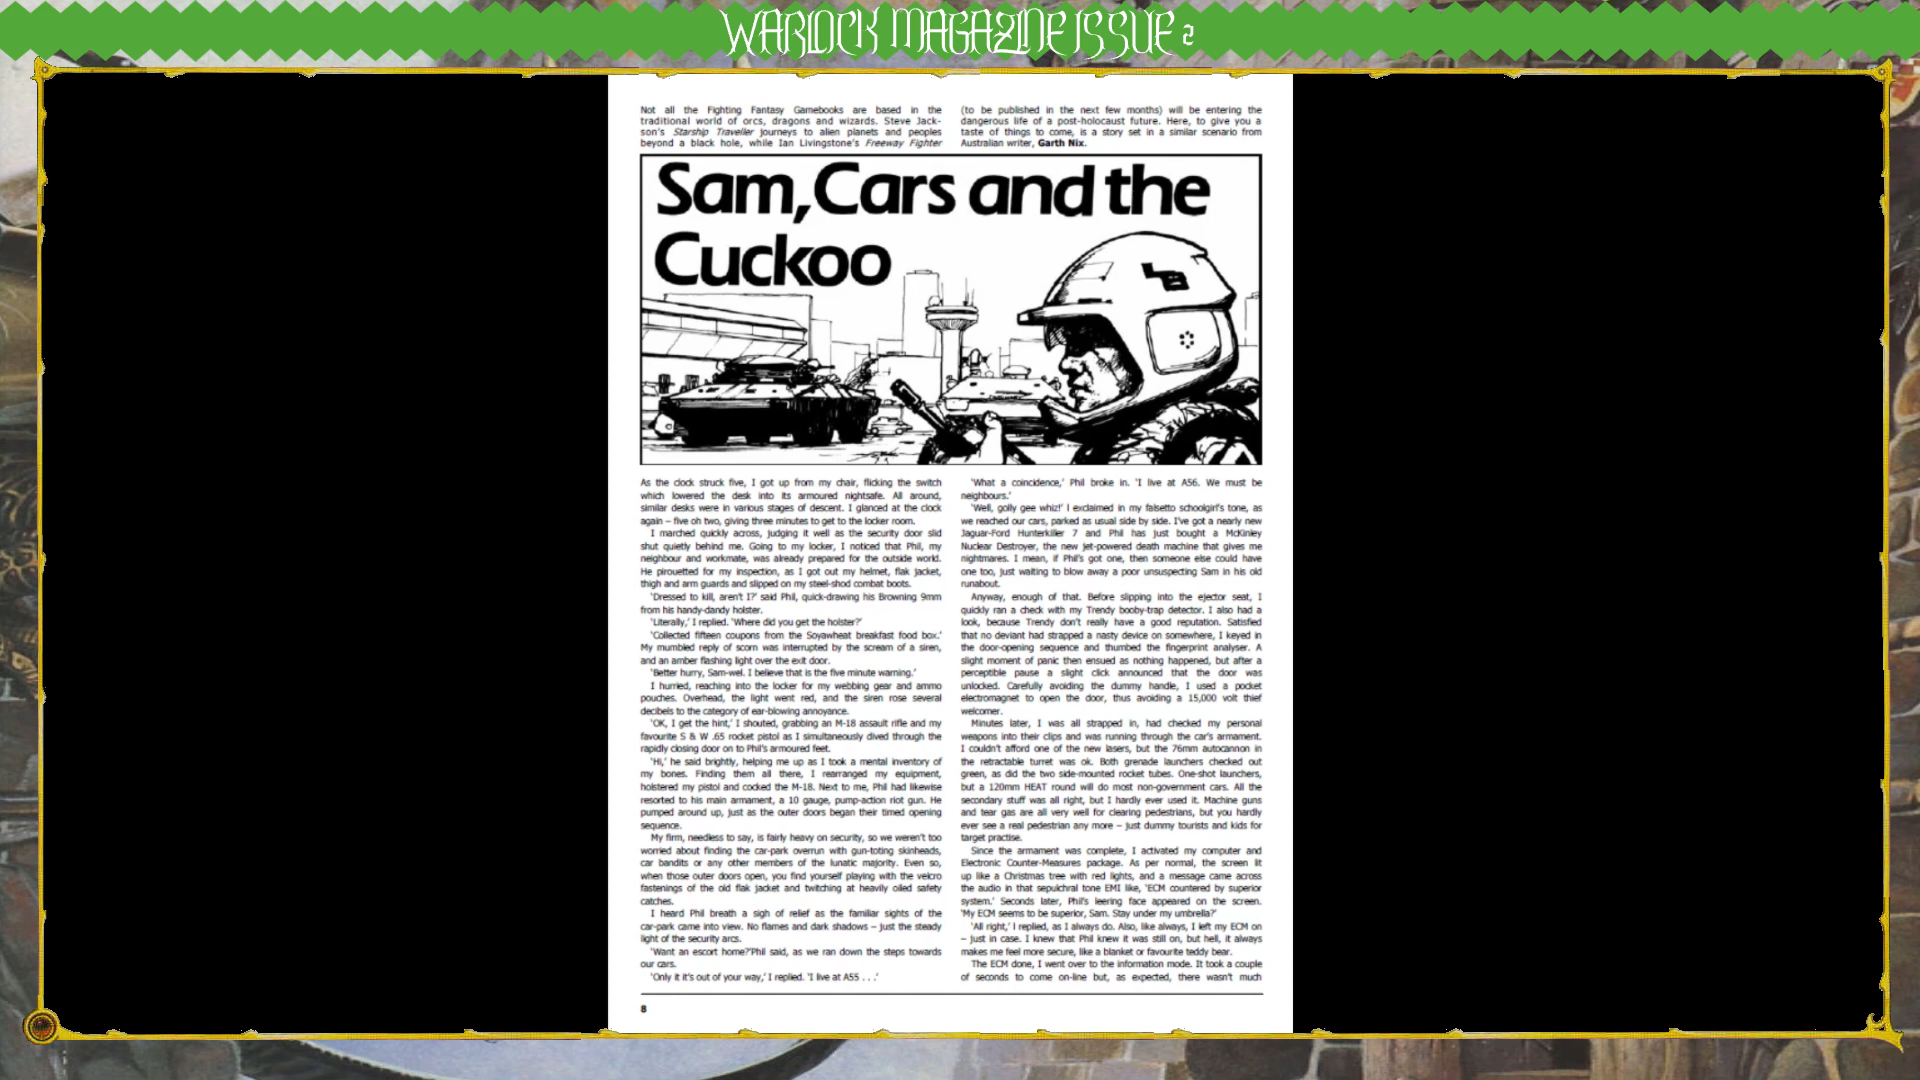 WARLOCK MAGAZINE ISSUE 2
Not all the Fighting Fantasy Gamebooks are based in the
traditional world of orcs, dragons and wizards. Steve Jack-
son's Starship Traveller journeys to alien planets and peoples
beyond a black hole, while Ian Livingstone's Freeway Fighter
(to be published in the next few months) will be entering the
dangerous life of a post-holocaust future. Here, to give you a
taste of things to come, is a story set in a similar scenario from
Australian writer, Garth Nix.
Sam, Cars and the
Cuckoo
As the clock struck five, I got up from my chair, flicking the switch
which lowered the desk into its armoured nightsafe. All around,
similar desks were in various stages of descent. I glanced at the clock
again – five oh two, giving three minutes to get to the locker room.
I marched quickly across, judging it well as the security door slid
shut quietly behind me. Going to my locker, I noticed that Phil, my
neighbour and workmate, was already prepared for the outside world.
He pirouetted for my inspection, as I got out my helmet, flak jacket,
thigh and arm guards and slipped on my steel-shod combat boots.
'Dressed to kill, aren't I?' said Phil, quick-drawing his Browning 9mm
from his handy-dandy holster.
'Literally,' I replied. 'Where did you get the holster?'
'Collected fifteen coupons from the Soyawheat breakfast food box.'
My mumbled reply of scorn was interrupted by the scream of a siren,
and an amber flashing light over the exit door.
'Better hurry, Sam-wel. I believe that is the five minute warning.'
I hurried, reaching into the locker for my webbing gear and ammo
pouches. Overhead, the light went red, and the siren rose several
decibels to the category of ear-blowing annoyance.
'OK, I get the hint,' I shouted, grabbing an M-18 assault rifle and my
favourite S & W .65 rocket pistol as I simultaneously dived through the
rapidly closing door on to Phil's armoured feet.
'Hi,' he said brightly, helping me up as I took a mental inventory of
my bones. Finding them all there, I rearranged my equipment,
holstered my pistol and cocked the M-18. Next to me, Phil had likewise
resorted to his main armament, a 10 gauge, pump-action riot gun. He
pumped around up, just as the outer doors began their timed opening
sequence.
My firm, needless to say, is fairly heavy on security, so we weren't too
worried about finding the car-park overrun with gun-toting skinheads,
car bandits or any other members of the lunatic majority. Even so,
when those outer doors open, you find yourself playing with the velcro
fastenings of the old flak jacket and twitching at heavily oiled safety
catches.
I heard Phil breath a sigh of relief as the familiar sights of the
car-park came into view. No flames and dark shadows – just the steady
light of the security arcs.
'Want an escort home?'Phil said, as we ran down the steps towards
our cars.
'Only it it's out of your way,' I replied. 'I live at A55 . . .'
'What a coincidence,' Phil broke in. 'I live at A56. We must be
neighbours.'
'Well, golly gee whiz!' I exclaimed in my falsetto schoolgirl's tone, as
we reached our cars, parked as usual side by side. I've got a nearly new
Jaguar-Ford Hunterkiller 7 and Phil has just bought a McKinley
Nuclear Destroyer, the new jet-powered death machine that gives me
nightmares. I mean, if Phil's got one, then someone else could have
one too, just waiting to blow away a poor unsuspecting Sam in his old
runabout.
Anyway, enough of that. Before slipping into the ejector seat, I
quickly ran a check with my Trendy booby-trap detector. I also had a
look, because Trendy don't really have a good reputation. Satisfied
that no deviant had strapped a nasty device on somewhere, I keyed in
the door-opening sequence and thumbed the fingerprint analyser. A
slight moment of panic then ensued as nothing happened, but after a
perceptible pause a slight click announced that the door was
unlocked. Carefully avoiding the dummy handle, I used a pocket
electromagnet to open the door, thus avoiding a 15,000 volt thief
welcomer.
Minutes later, I was all strapped in, had checked my personal
weapons into their clips and was running through the car's armament.
I couldn't afford one of the new lasers, but the 76mm autocannon in
the retractable turret was ok. Both grenade launchers checked out
green, as did the two side-mounted rocket tubes. One-shot launchers,
but a 120mm HEAT round will do most non-government cars. All the
secondary stuff was all right, but I hardly ever used it. Machine guns
and tear gas are all very well for clearing pedestrians, but you hardly
ever see a real pedestrian any more – just dummy tourists and kids for
target practise.
Since the armament was complete, I activated my computer and
Electronic Counter-Measures package. As per normal, the screen lit
up like a Christmas tree with red lights, and a message came across
the audio in that sepulchral tone EMI like, 'ECM countered by superior
system.' Seconds later, Phil's leering face appeared on the screen.
'My ECM seems to be superior, Sam. Stay under my umbrella?'
'All right,' I replied, as I always do. Also, like always, I left my ECM on
– just in case. I knew that Phil knew it was still on, but hell, it always
makes me feel more secure, like a blanket or favourite teddy bear.
The ECM done, I went over to the information mode. It took a couple
of seconds to come on-line but, as expected, there wasn't much
8